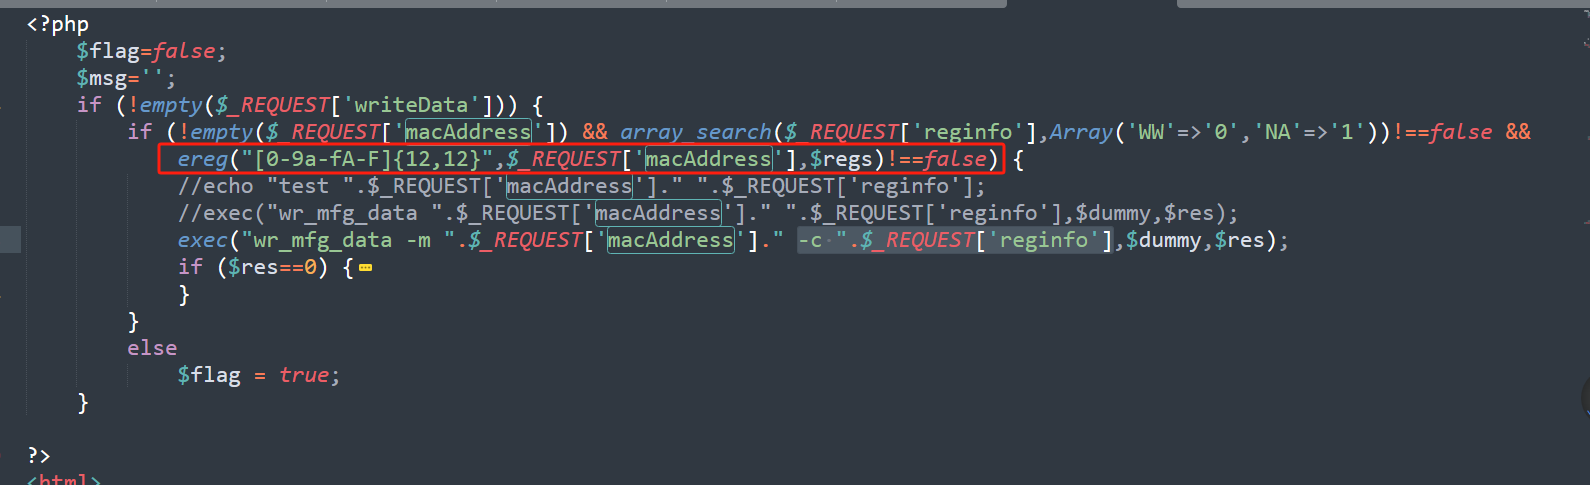 <?php
$flag=false;
$msg='';
if (!empty($_REQUEST['writeData'])) {
if (!empty($_REQUEST['macAddress']) && array_search($_REQUEST['reginfo'],Array('WW'=>'0','NA'=>'1'))!==false &&
ereg("[0-9a-fA-F]{12,12}",$_REQUEST['macAddress'],$regs)!==false) {
//echo "test ".$_REQUEST['macAddress']." ".$_REQUEST['reginfo'];
//exec("wr_mfg_data ".$_REQUEST['macAddress']." ".$_REQUEST['reginfo'],$dummy,$res);
exec("wr_mfg_data -m ".$_REQUEST['macAddress']." -c ".$_REQUEST['reginfo'],$dummy,$res);
if ($res==0) {
}
}
else
$flag = true;
}
?>
<html>